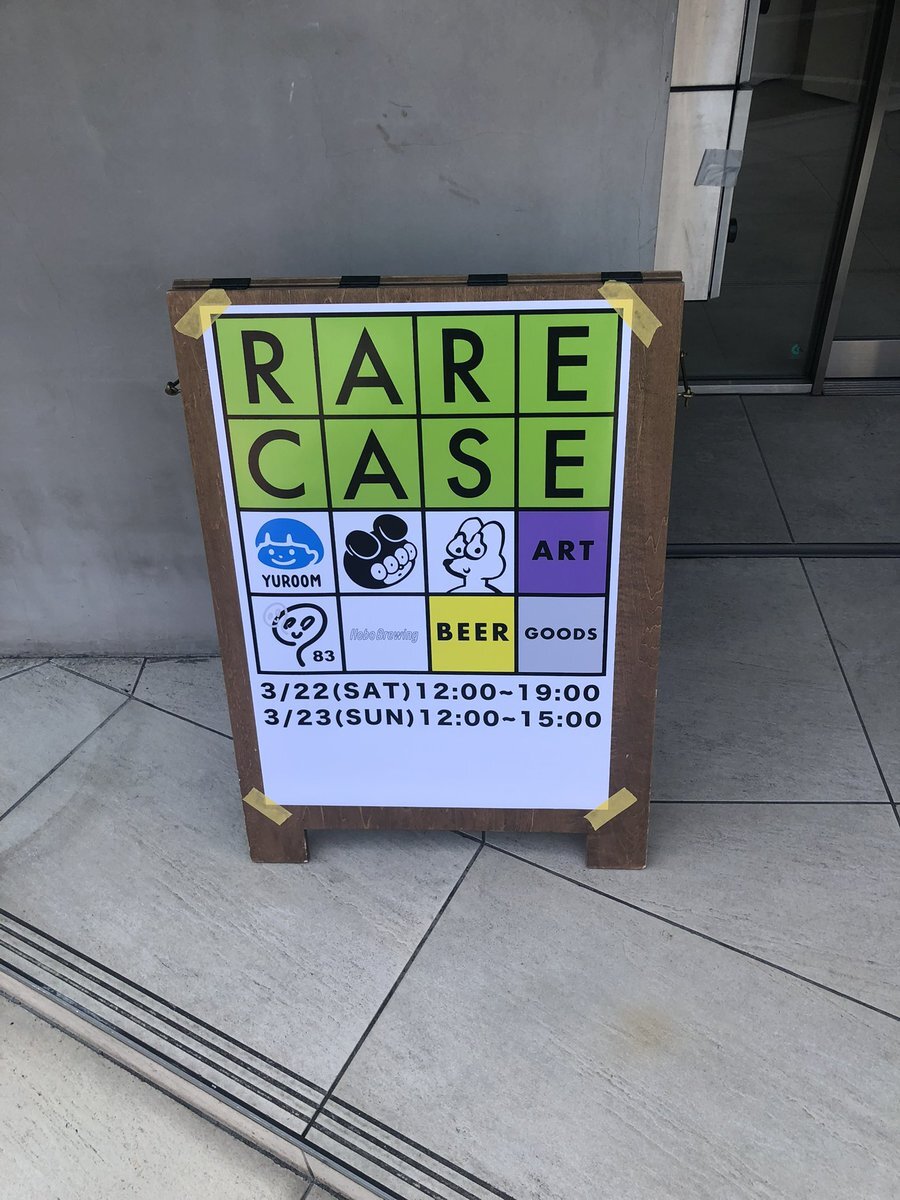 RARE
CASE
YUROOM
ART
83
Hobo Brewing
BEER
GOODS
3/22(SAT)12:00~19:00
3/23(SUN)12:00~15:00